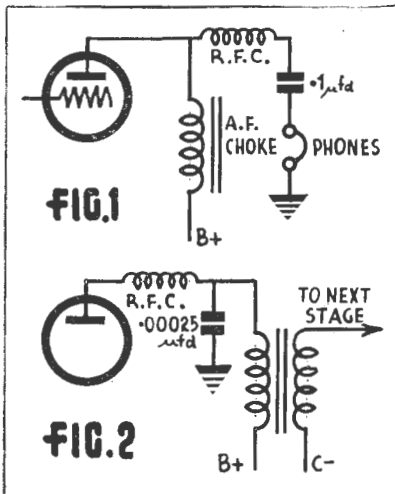 R.F.C.
.1µfd
A.F.
CHOKE
PHONES
FIG.1
B+
R.F.C.
.00025
µfd
TO NEXT
STAGE
FIG.2
B+
C-